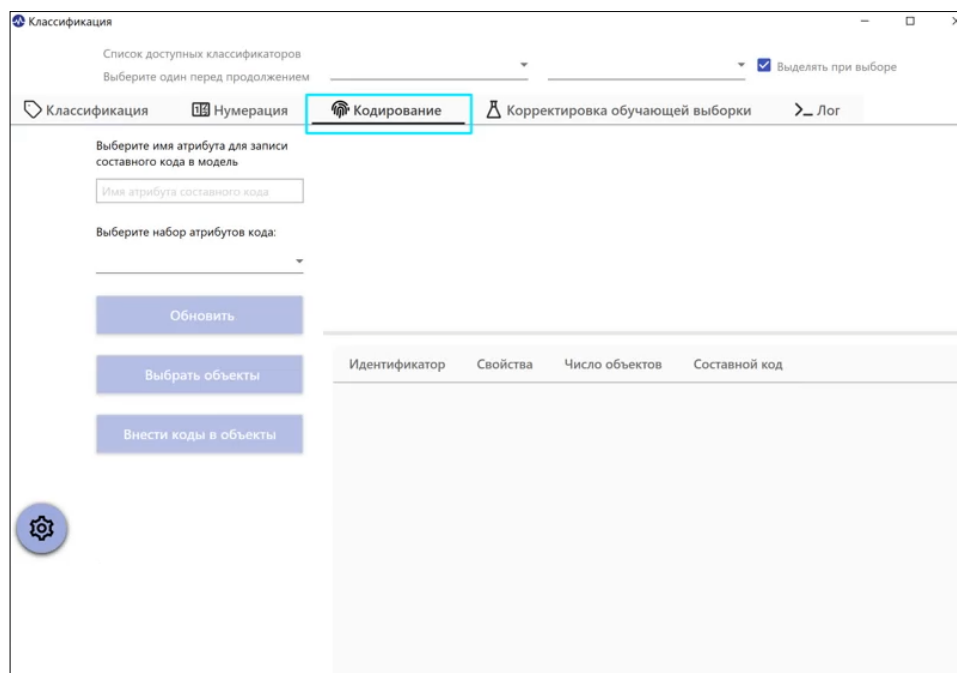 Классификация
Список доступных классификаторов
Выберите один перед продолжением
Выделять при выборе
Классификация
Нумерация
Кодирование
Корректировка обучающей выборки
Лог
Выберите имя атрибута для записи
составного кода в модель
Имя атрибута составного кода
Выберите набор атрибутов кода:
Обновить
Выбрать объекты
Внести коды в объекты
Идентификатор
Свойства
Число объектов
Составной код